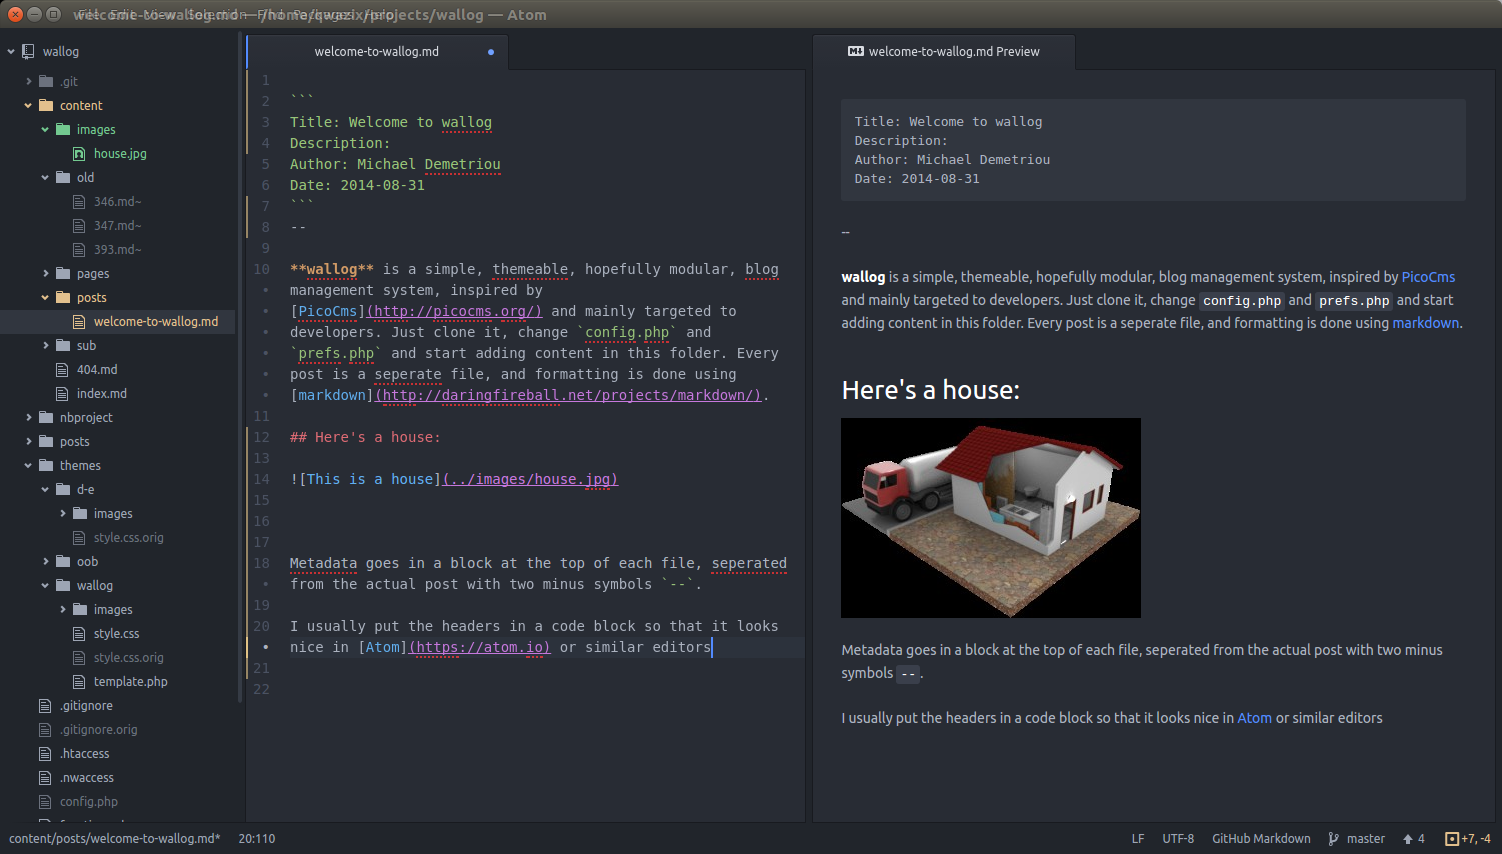 welcome-to-wallog.md — /home/qwazix/projects/wallog — Atom
File Edit View Selection Find Packages Help
wallog
.git
content
images
house.jpg
old
346.md~
347.md~
393.md~
pages
posts
welcome-to-wallog.md
sub
404.md
index.md
nbproject
posts
themes
d-e
images
style.css.orig
oob
wallog
images
style.css
style.css.orig
template.php
.gitignore
.gitignore.orig
.htaccess
.nwaccess
config.php
welcome-to-wallog.md
1
2 ```
3 Title: Welcome to wallog
4 Description:
5 Author: Michael Demetriou
6 Date: 2014-08-31
7 ```
8 --
9
10 **wallog** is a simple, themeable, hopefully modular, blog
• management system, inspired by
• [PicoCms](http://picocms.org/) and mainly targeted to
• developers. Just clone it, change `config.php` and
• `prefs.php` and start adding content in this folder. Every
• post is a seperate file, and formatting is done using
• [markdown](http://daringfireball.net/projects/markdown/).
11
12 ## Here's a house:
13
14 ![This is a house](../images/house.jpg)
15
16
17
18 Metadata goes in a block at the top of each file, seperated
• from the actual post with two minus symbols `--`.
19
20 I usually put the headers in a code block so that it looks
• nice in [Atom](https://atom.io) or similar editors
21
22
welcome-to-wallog.md Preview
Title: Welcome to wallog
Description:
Author: Michael Demetriou
Date: 2014-08-31
--
wallog is a simple, themeable, hopefully modular, blog management system, inspired by PicoCms
and mainly targeted to developers. Just clone it, change config.php and prefs.php and start
adding content in this folder. Every post is a seperate file, and formatting is done using markdown.
Here's a house:
Metadata goes in a block at the top of each file, seperated from the actual post with two minus
symbols --.
I usually put the headers in a code block so that it looks nice in Atom or similar editors
content/posts/welcome-to-wallog.md* 20:110
LF UTF-8 GitHub Markdown master 4 +7, -4